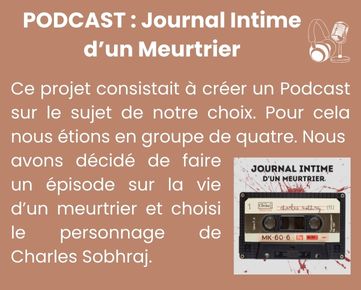 PODCAST : Journal Intime
d’un Meurtrier
Ce projet consistait à créer un Podcast
sur le sujet de notre choix. Pour cela
nous étions en groupe de quatre. Nous
avons décidé de faire
un épisode sur la vie
d’un meurtrier et choisi
le personnage de
Charles Sobhraj.
JOURNAL INTIME
D’UN MEURTRIER.
charles sobhraj
MK 60·6